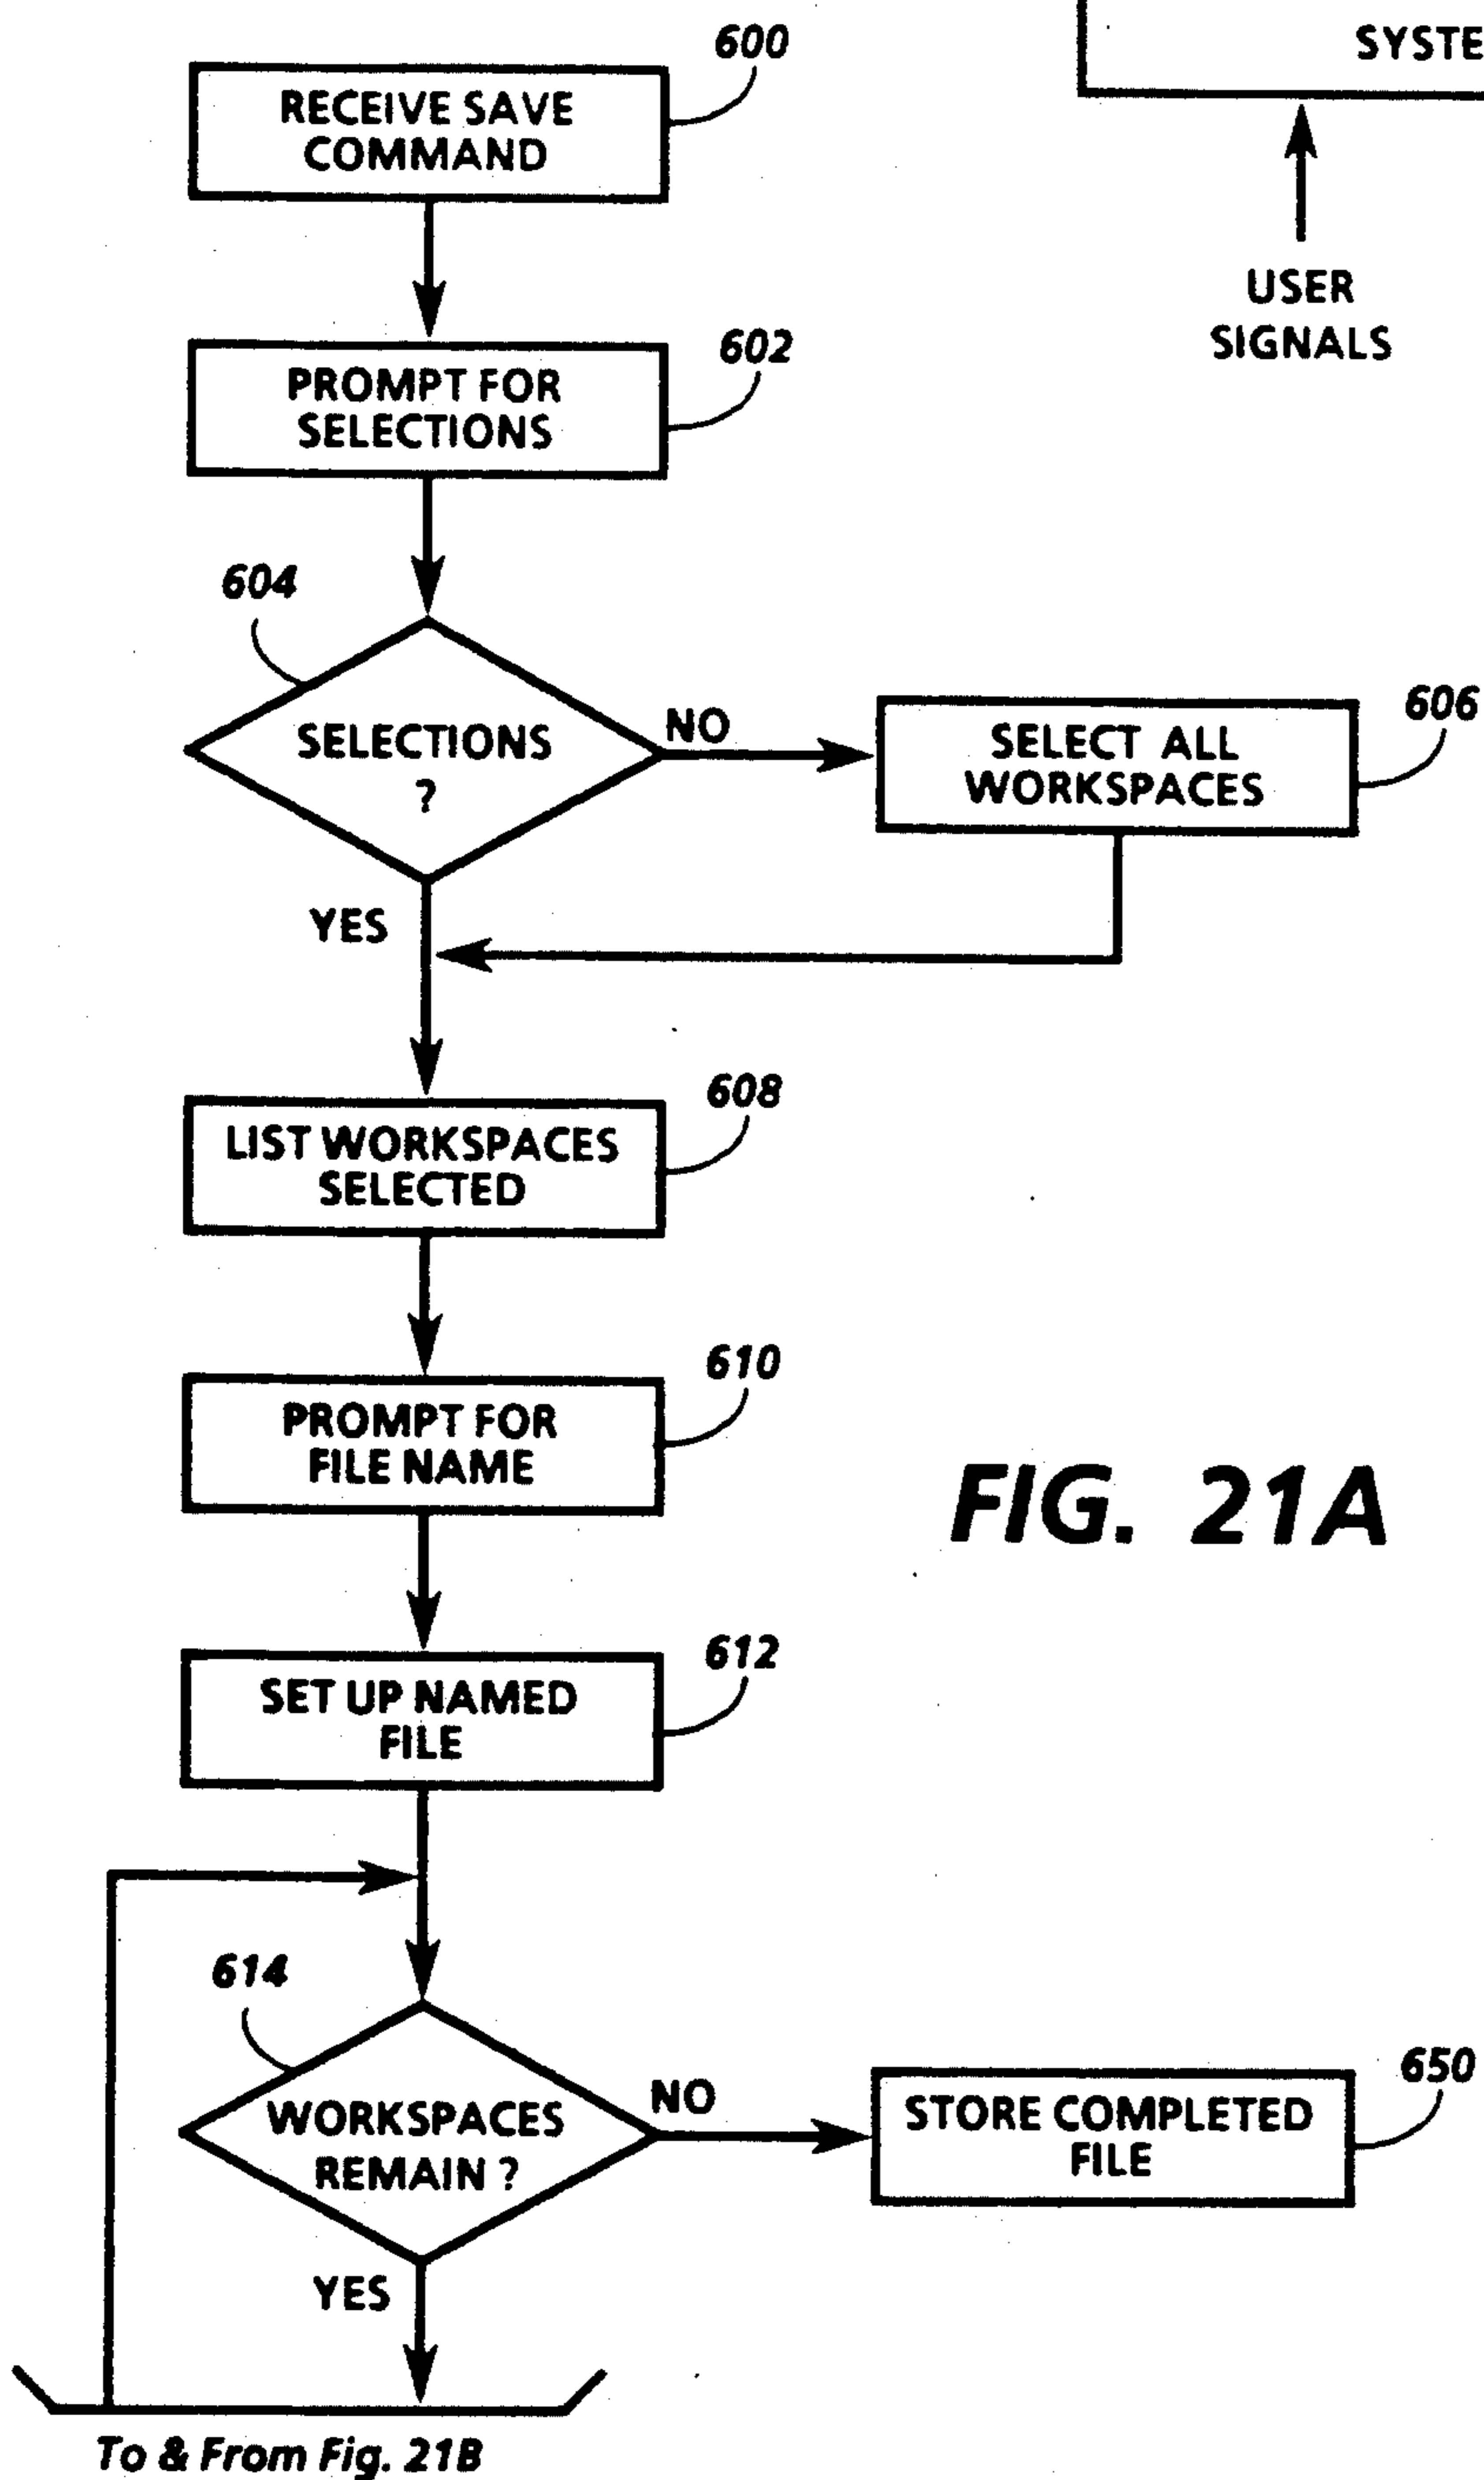 600
RECEIVE SAVE
COMMAND
SYSTE
USER
SIGNALS
602
PROMPT FOR
SELECTIONS
604
SELECTIONS
?
NO
606
SELECT ALL
WORKSPACES
YES
608
LIST WORKSPACES
SELECTED
610
PROMPT FOR
FILE NAME
FIG. 21A
612
SET UP NAMED
FILE
614
WORKSPACES
REMAIN ?
NO
650
STORE COMPLETED
FILE
YES
To & From Fig. 21B